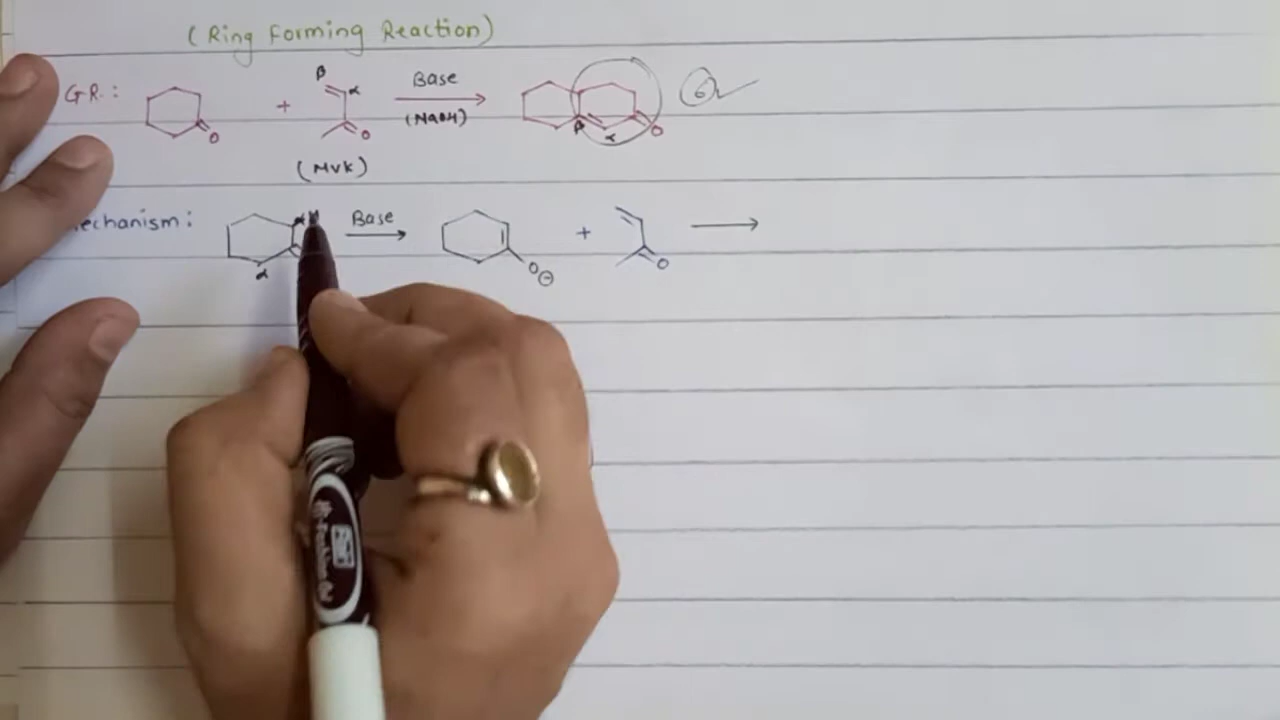 (Ring Forming Reaction)
G.R.: + β α O Base (NaOH) β α O 6
(MVK)
echanism: α Base O ⊖ + O
α